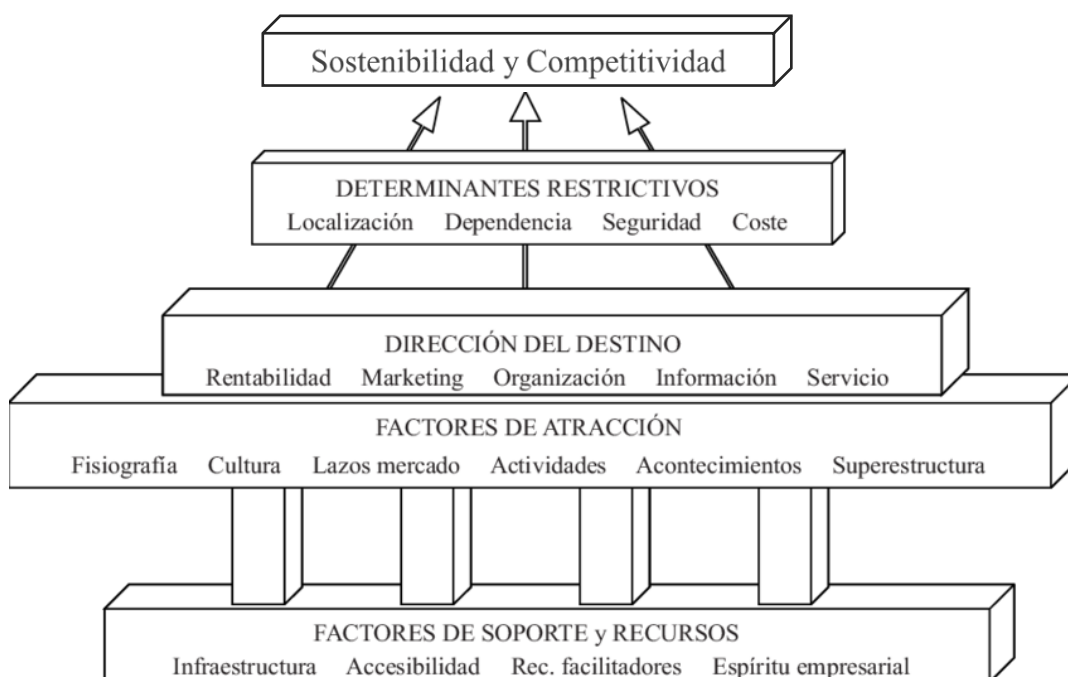 Sostenibilidad y Competitividad
DETERMINANTES RESTRICTIVOS
Localización Dependencia Seguridad Coste
DIRECCIÓN DEL DESTINO
Rentabilidad Marketing Organización Información Servicio
FACTORES DE ATRACCIÓN
Fisiografía Cultura Lazos mercado Actividades Acontecimientos Superestructura
FACTORES DE SOPORTE y RECURSOS
Infraestructura Accesibilidad Rec. facilitadores Espíritu empresarial